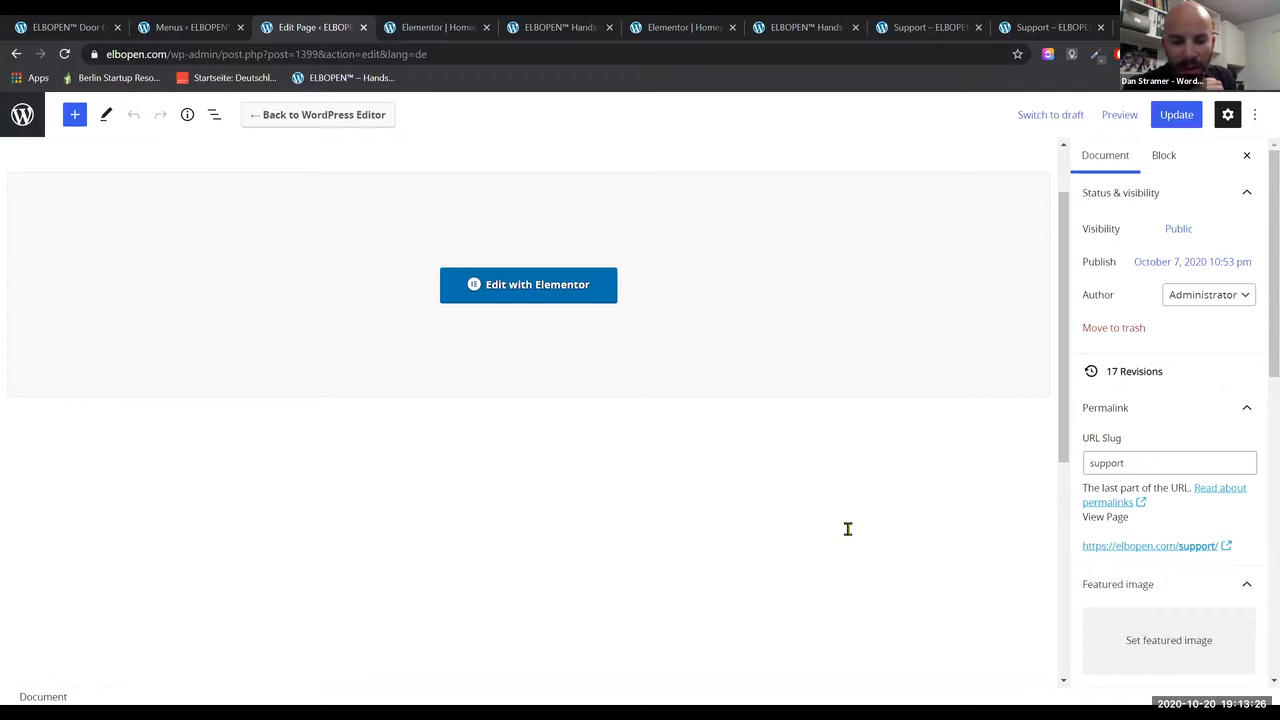 ELBOPEN™ Door G
Menus ‹ ELBOPEN
Edit Page ‹ ELBOPE
Elementor | Home
ELBOPEN™ Hands-
Elementor | Home
ELBOPEN™ Hands-
Support – ELBOPE
Support – ELBOPE
elbopen.com/wp-admin/post.php?post=1399&action=edit&lang=de
Dan Stramer - Word...
Apps
Berlin Startup Reso...
Startseite: Deutschl...
ELBOPEN™ – Hands...
← Back to WordPress Editor
Switch to draft
Preview
Update
Document
Block
Status & visibility
Edit with Elementor
Visibility
Public
Publish
October 7, 2020 10:53 pm
Author
Administrator
Move to trash
17 Revisions
Permalink
URL Slug
support
The last part of the URL. Read about
permalinks
View Page
https://elbopen.com/support/
Featured image
Set featured image
Document
2020-10-20 19:13:26